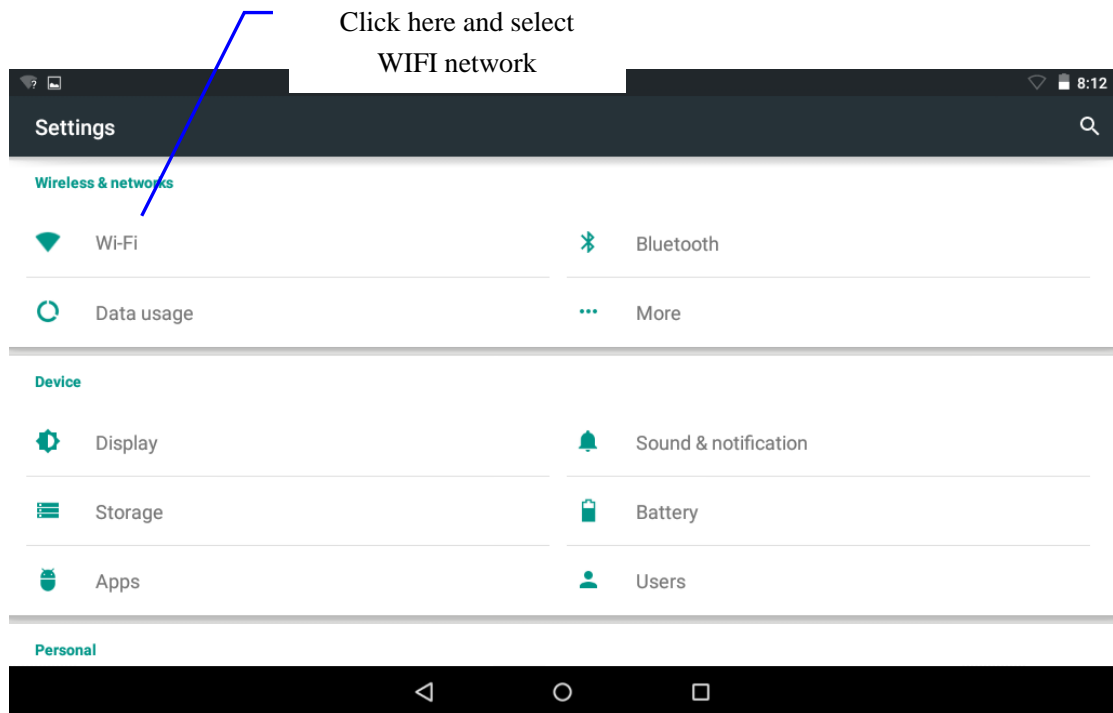 Click here and select
WIFI network
? 8:12
Settings
Wireless & networks
Wi-Fi Bluetooth
Data usage More
Device
Display Sound & notification
Storage Battery
Apps Users
Personal